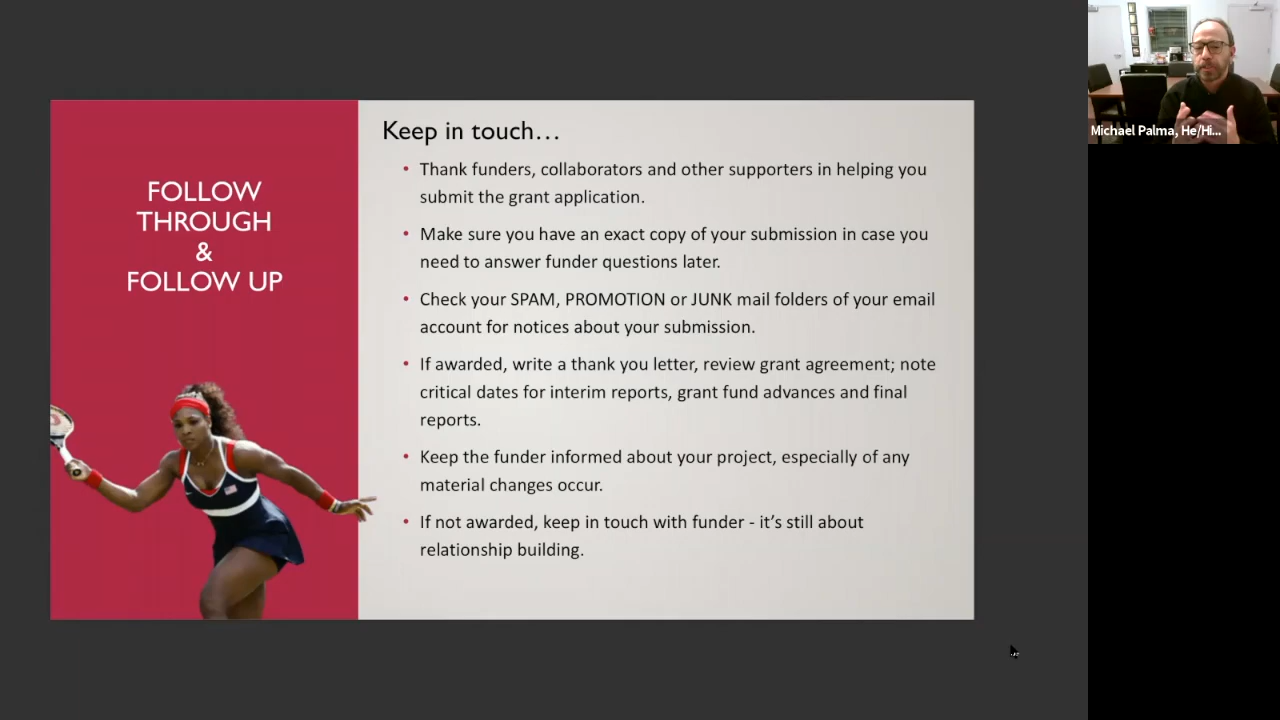 FOLLOW
THROUGH
&
FOLLOW UP
Keep in touch…
• Thank funders, collaborators and other supporters in helping you
submit the grant application.
• Make sure you have an exact copy of your submission in case you
need to answer funder questions later.
• Check your SPAM, PROMOTION or JUNK mail folders of your email
account for notices about your submission.
• If awarded, write a thank you letter, review grant agreement; note
critical dates for interim reports, grant fund advances and final
reports.
• Keep the funder informed about your project, especially of any
material changes occur.
• If not awarded, keep in touch with funder - it’s still about
relationship building.
Michael Palma, He/Hi...